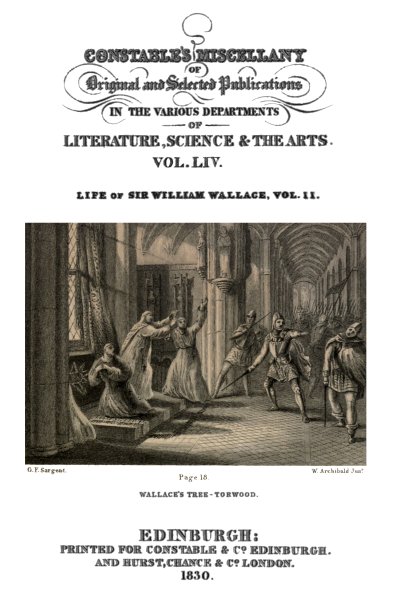 CONSTABLE'S MISCELLANY
OF
Original and Selected Publications
IN THE VARIOUS DEPARTMENTS
OF
LITERATURE, SCIENCE & THE ARTS.
VOL. LIV.
LIFE OF SIR WILLIAM WALLACE, VOL. II.
G. F. Sargent.
W. Archibald Junr.
Page 18.
WALLACE'S TREE - TORWOOD.
EDINBURGH:
PRINTED FOR CONSTABLE & Co. EDINBURGH.
AND HURST, CHANCE & Co. LONDON.
1830.